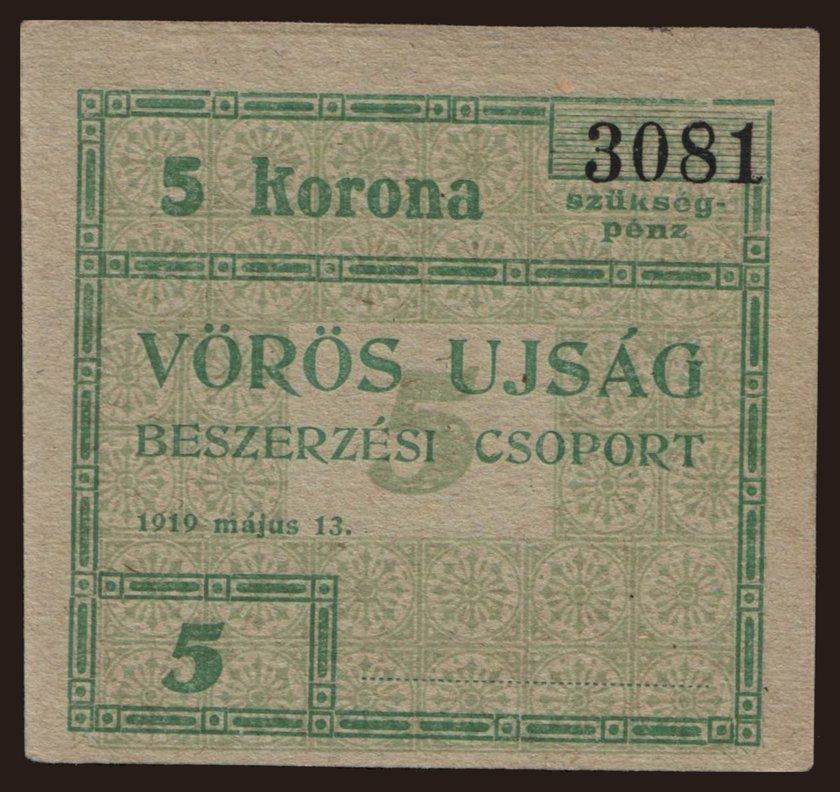 3081
5 korona
szükség-
pénz
VÖRÖS UJSÁG
5
BESZERZÉSI CSOPORT
1919 május 13.
5